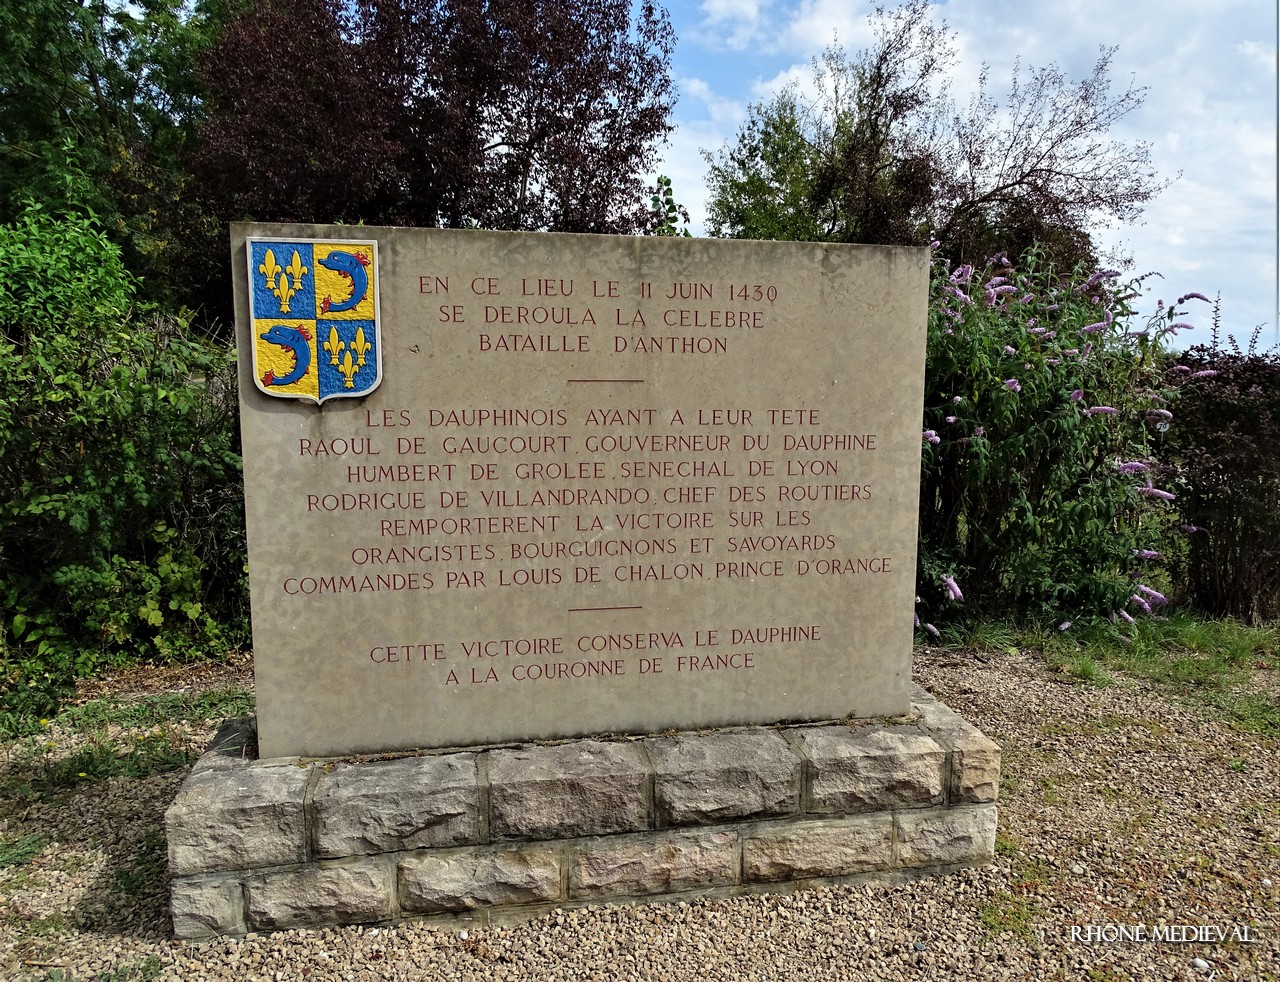 EN CE LIEU LE 11 JUIN 1430
SE DEROULA LA CELEBRE
BATAILLE D'ANTHON
LES DAUPHINOIS AYANT A LEUR TETE
RAOUL DE GAUCOURT, GOUVERNEUR DU DAUPHINE
HUMBERT DE GROLEE, SENECHAL DE LYON
RODRIGUE DE VILLANDRANDO, CHEF DES ROUTIERS
REMPORTERENT LA VICTOIRE SUR LES
ORANGISTES, BOURGUIGNONS ET SAVOYARDS
COMMANDES PAR LOUIS DE CHALON, PRINCE D'ORANGE
CETTE VICTOIRE CONSERVA LE DAUPHINE
A LA COURONNE DE FRANCE
RHÔNE MEDIEVAL